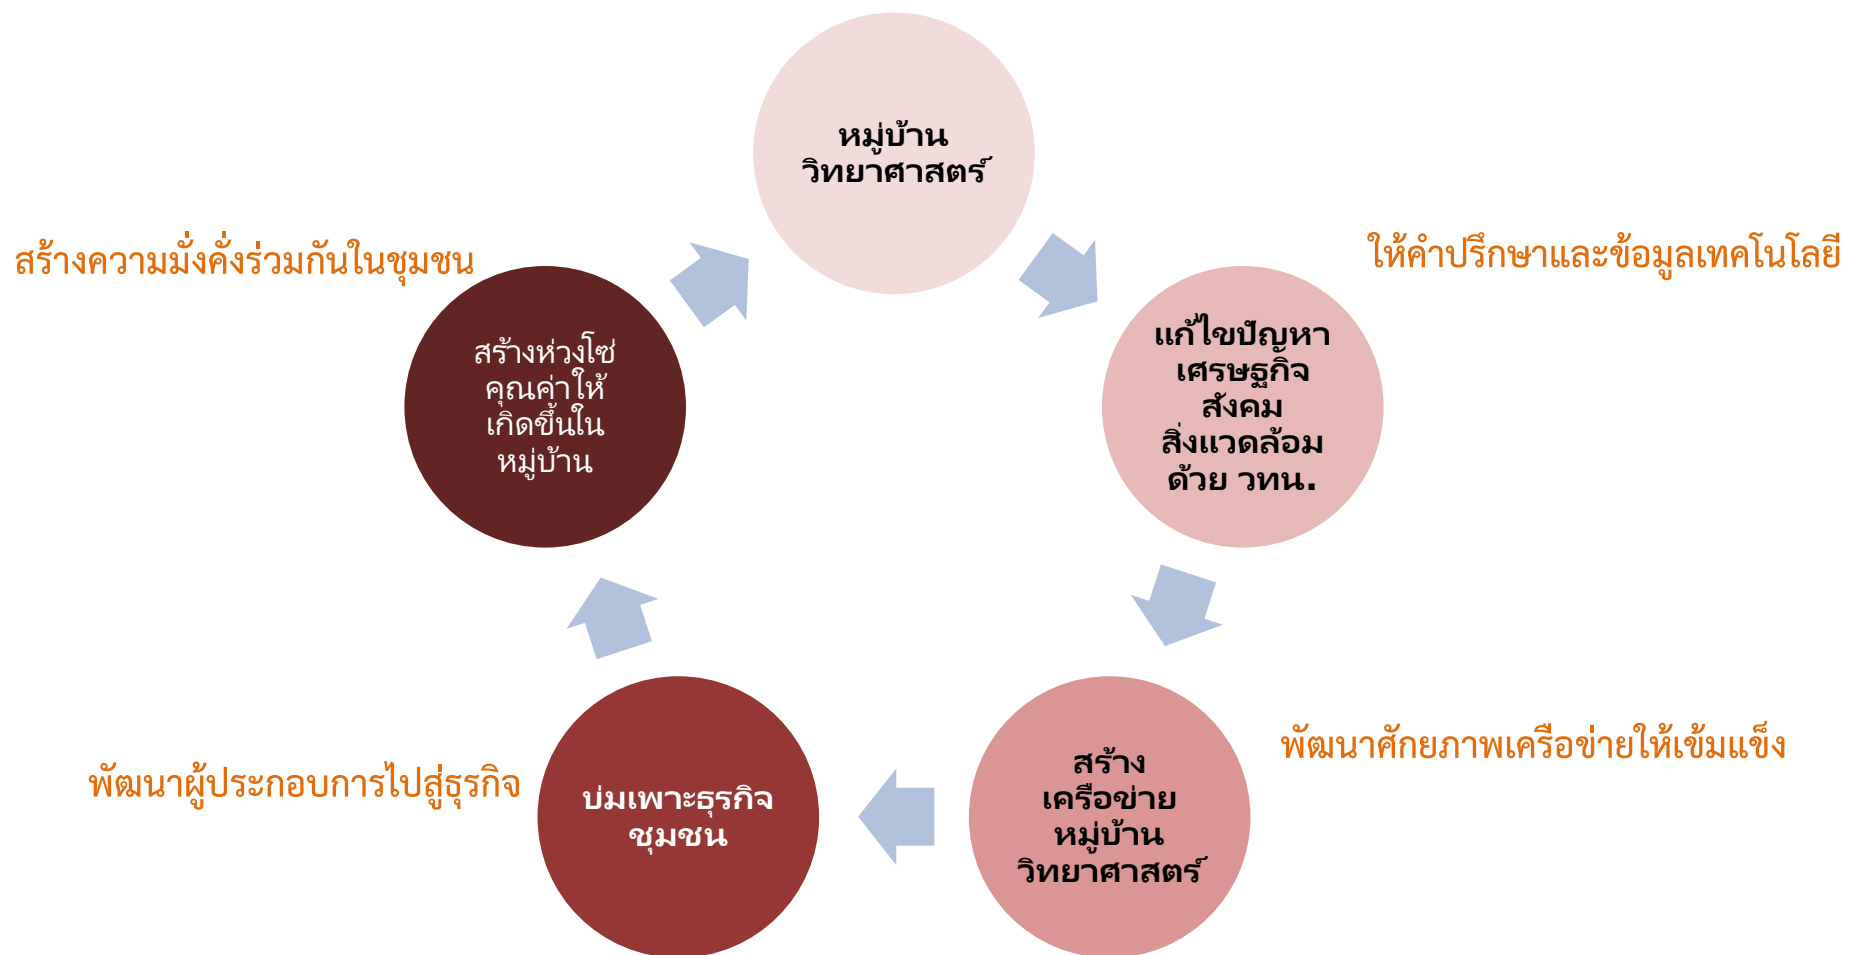 หมู่บ้าน
วิทยาศาสตร์
ให้คำปรึกษาและข้อมูลเทคโนโลยี
แก้ไขปัญหา
เศรษฐกิจ
สังคม
สิ่งแวดล้อม
ด้วย วทน.
พัฒนาศักยภาพเครือข่ายให้เข้มแข็ง
สร้าง
เครือข่าย
หมู่บ้าน
วิทยาศาสตร์
พัฒนาผู้ประกอบการไปสู่ธุรกิจ
บ่มเพาะธุรกิจ
ชุมชน
สร้างความมั่งคั่งร่วมกันในชุมชน
สร้างห่วงโซ่
คุณค่าให้
เกิดขึ้นใน
หมู่บ้าน